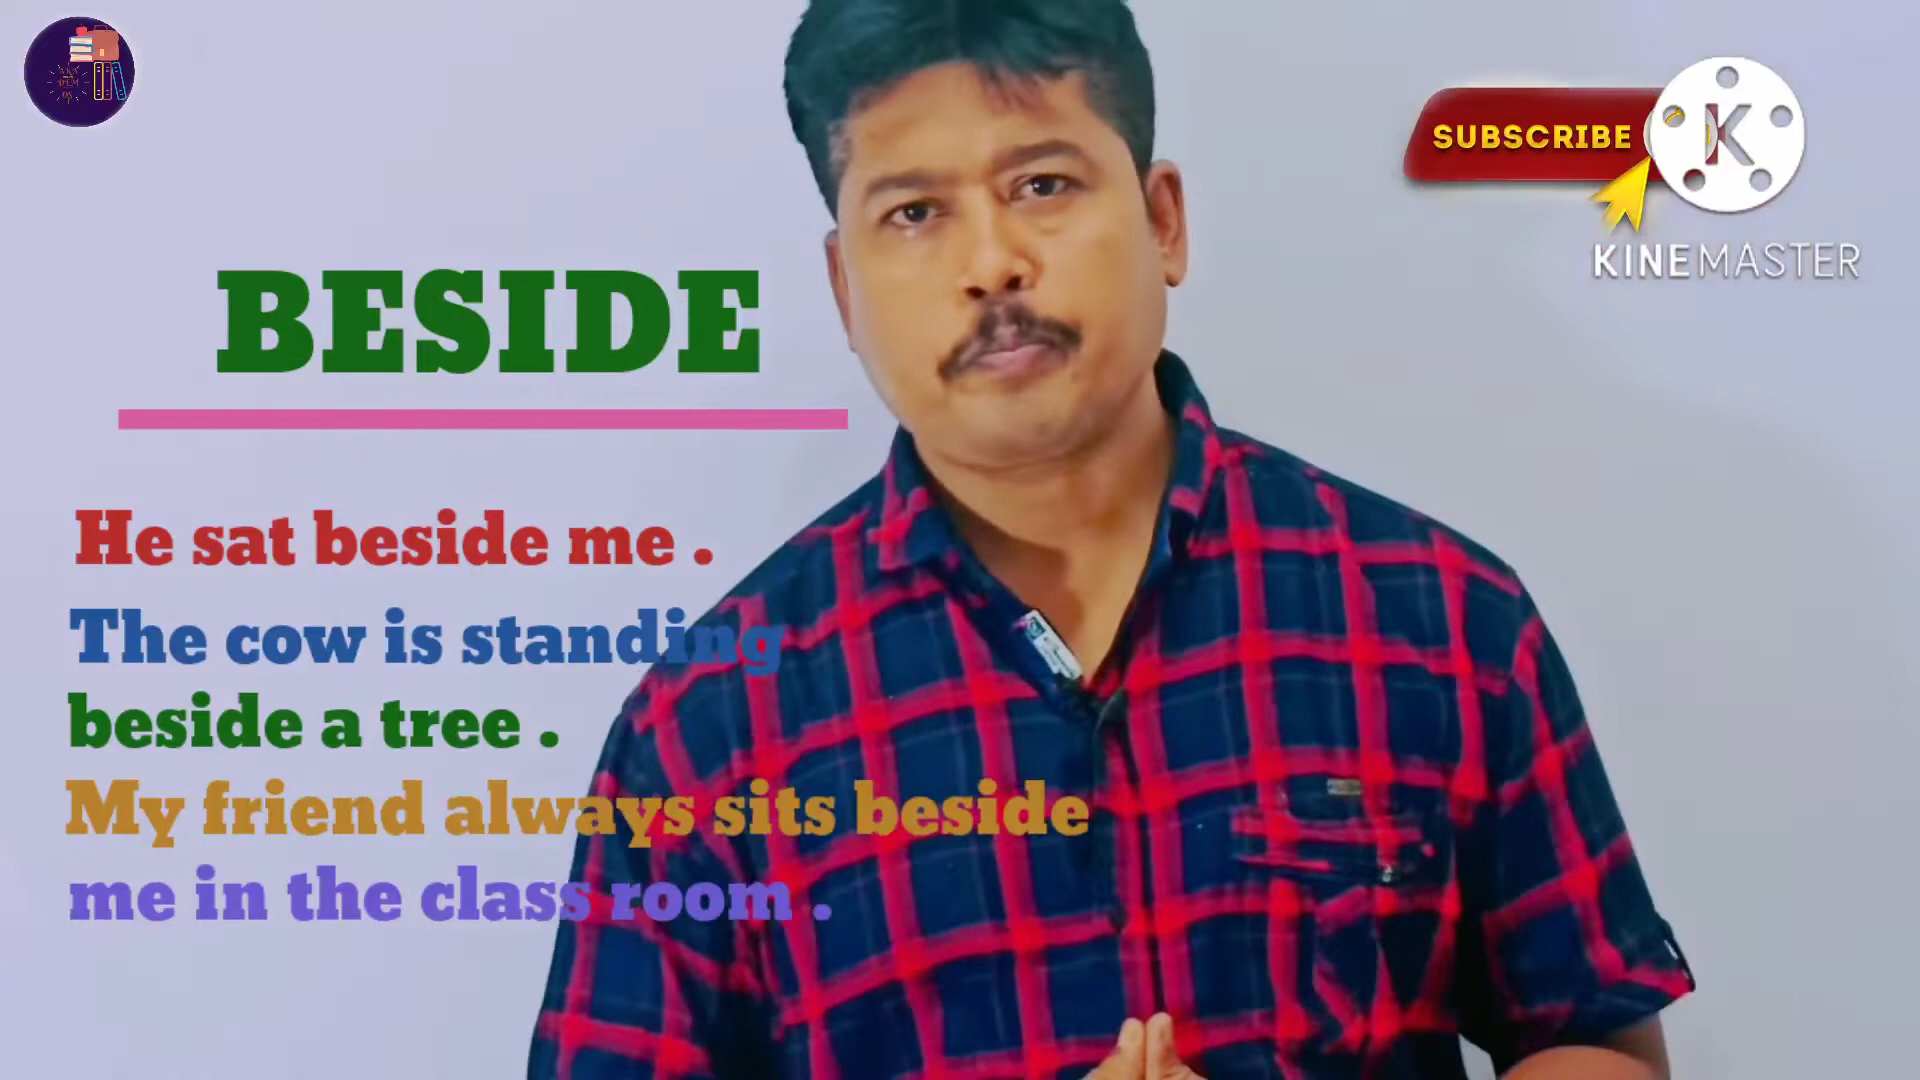 SUBSCRIBE
KINEMASTER
BESIDE
He sat beside me .
The cow is standing
beside a tree .
My friend always sits beside
me in the class room .